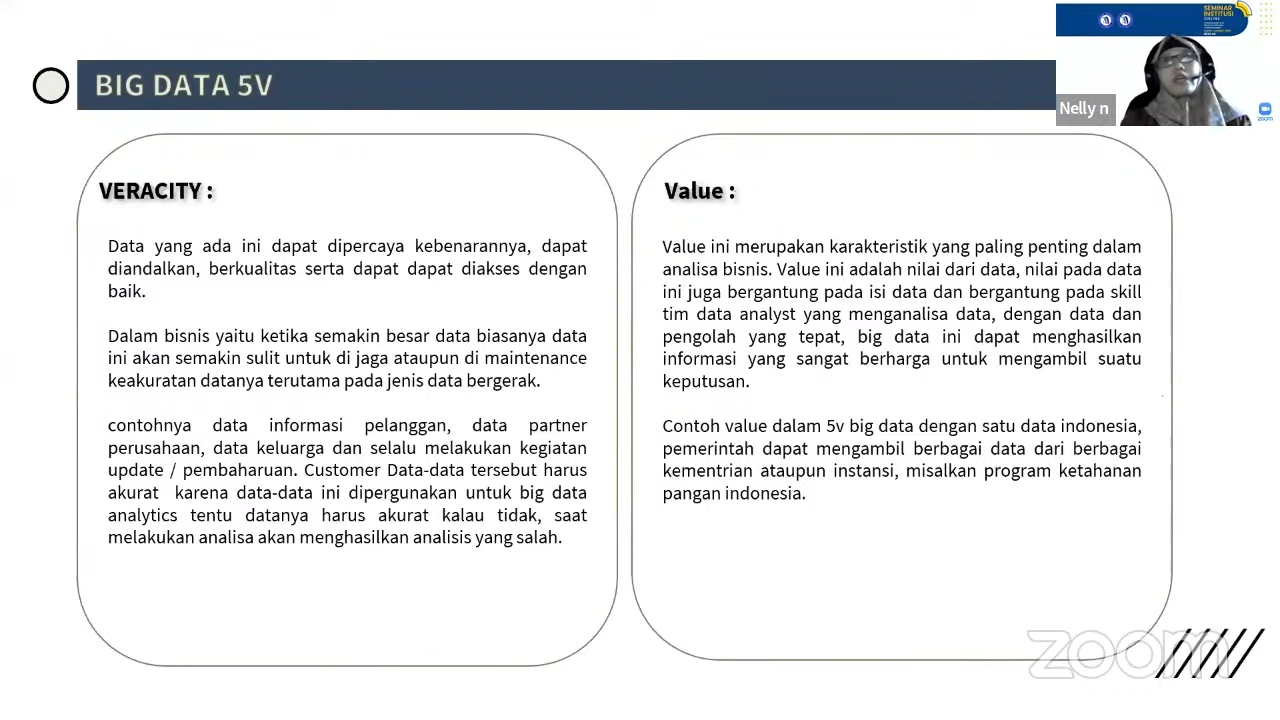 BIG DATA 5V
SEMINAR
INSTITUSI
ONLINE
Nelly n
zoom
VERACITY :
Data yang ada ini dapat dipercaya kebenarannya, dapat
diandalkan, berkualitas serta dapat dapat diakses dengan
baik.
Dalam bisnis yaitu ketika semakin besar data biasanya data
ini akan semakin sulit untuk di jaga ataupun di maintenance
keakuratan datanya terutama pada jenis data bergerak.
contohnya data informasi pelanggan, data partner
perusahaan, data keluarga dan selalu melakukan kegiatan
update / pembaharuan. Customer Data-data tersebut harus
akurat karena data-data ini dipergunakan untuk big data
analytics tentu datanya harus akurat kalau tidak, saat
melakukan analisa akan menghasilkan analisis yang salah.
Value :
Value ini merupakan karakteristik yang paling penting dalam
analisa bisnis. Value ini adalah nilai dari data, nilai pada data
ini juga bergantung pada isi data dan bergantung pada skill
tim data analyst yang menganalisa data, dengan data dan
pengolah yang tepat, big data ini dapat menghasilkan
informasi yang sangat berharga untuk mengambil suatu
keputusan.
Contoh value dalam 5v big data dengan satu data indonesia,
pemerintah dapat mengambil berbagai data dari berbagai
kementrian ataupun instansi, misalkan program ketahanan
pangan indonesia.
zoom